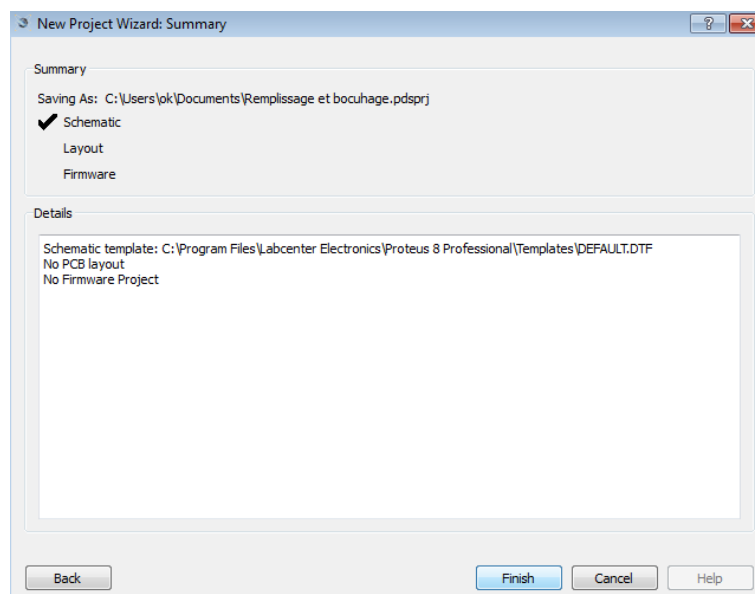 New Project Wizard: Summary
Summary
Saving As: C:\Users\ok\Documents\Remplissage et bocuhage.pdsprj
Schematic
Layout
Firmware
Details
Schematic template: C:\Program Files\Labcenter Electronics\Proteus 8 Professional\Templates\DEFAULT.DTF
No PCB layout
No Firmware Project
Back
Finish
Cancel
Help